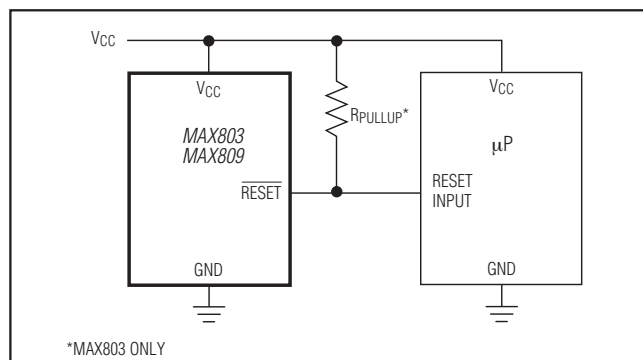 VCC
VCC
MAX803
MAX809
RESET
GND
RPULLUP*
VCC
μP
RESET
INPUT
GND
*MAX803 ONLY